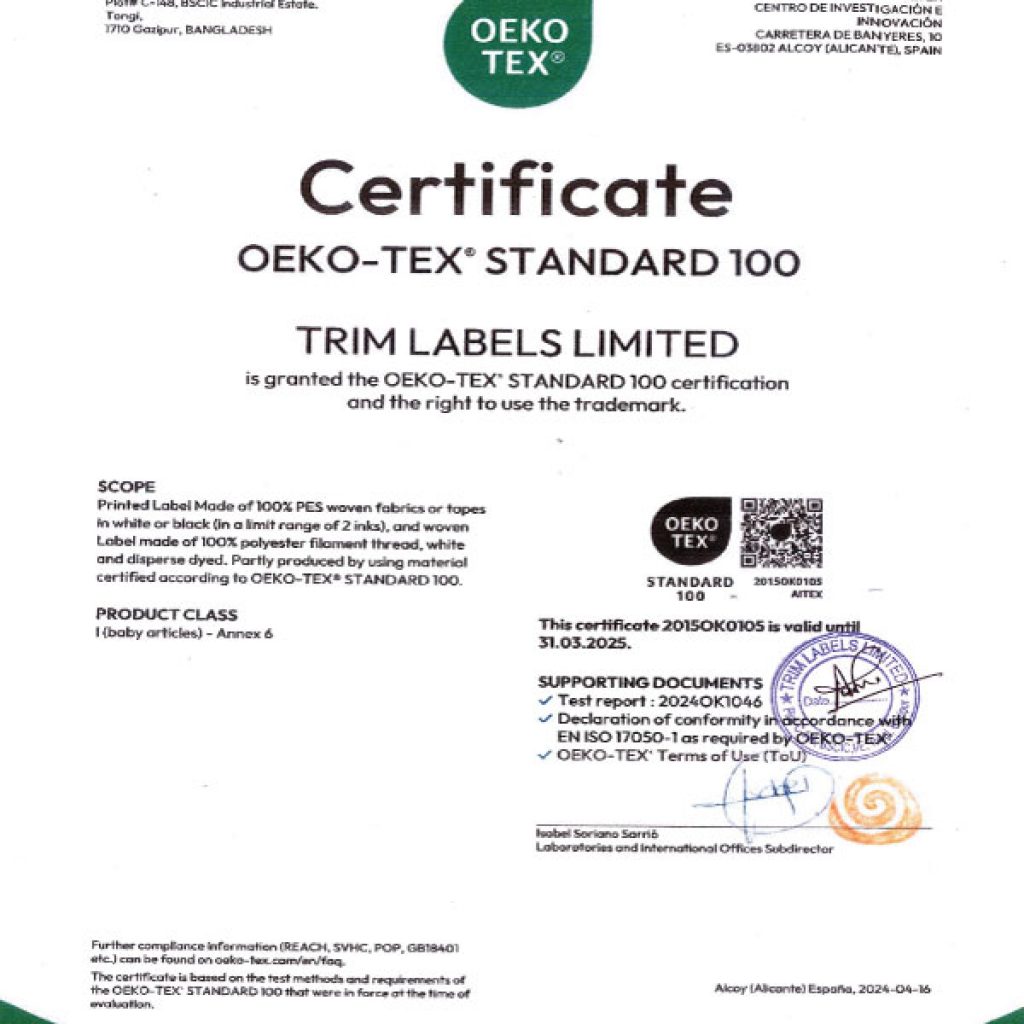 Plot# C-148, BSCIC Industrial Estate.
Tongi,
1710 Gazipur, BANGLADESH
OEKO
TEX®
CENTRO DE INVESTIGACIÓN E
INNOVACIÓN
CARRETERA DE BANYERES, 10
ES-03802 ALCOY (ALICANTE), SPAIN
Certificate
OEKO-TEX® STANDARD 100
TRIM LABELS LIMITED
is granted the OEKO-TEX® STANDARD 100 certification
and the right to use the trademark.
SCOPE
Printed Label Made of 100% PES woven fabrics or tapes
in white or black (in a limit range of 2 inks), and woven
Label made of 100% polyester filament thread, white
and disperse dyed. Partly produced by using material
certified according to OEKO-TEX® STANDARD 100.
PRODUCT CLASS
I (baby articles) - Annex 6
OEKO
TEX®
STANDARD
100
2015OK0105
AITEX
This certificate 2015OK0105 is valid until
31.03.2025.
SUPPORTING DOCUMENTS
✓ Test report : 2024OK1046
✓ Declaration of conformity in accordance with
EN ISO 17050-1 as required by OEKO-TEX®
✓ OEKO-TEX® Terms of Use (ToU)
TRIM LABELS LIMITED
Date
Isabel Soriano Sarrió
Laboratories and International Offices Subdirector
Further compliance information (REACH, SVHC, POP, GB18401
etc.) can be found on oeko-tex.com/en/faq.
The certificate is based on the test methods and requirements of
the OEKO-TEX® STANDARD 100 that were in force at the time of
evaluation.
Alcoy (Alicante) España, 2024-04-16